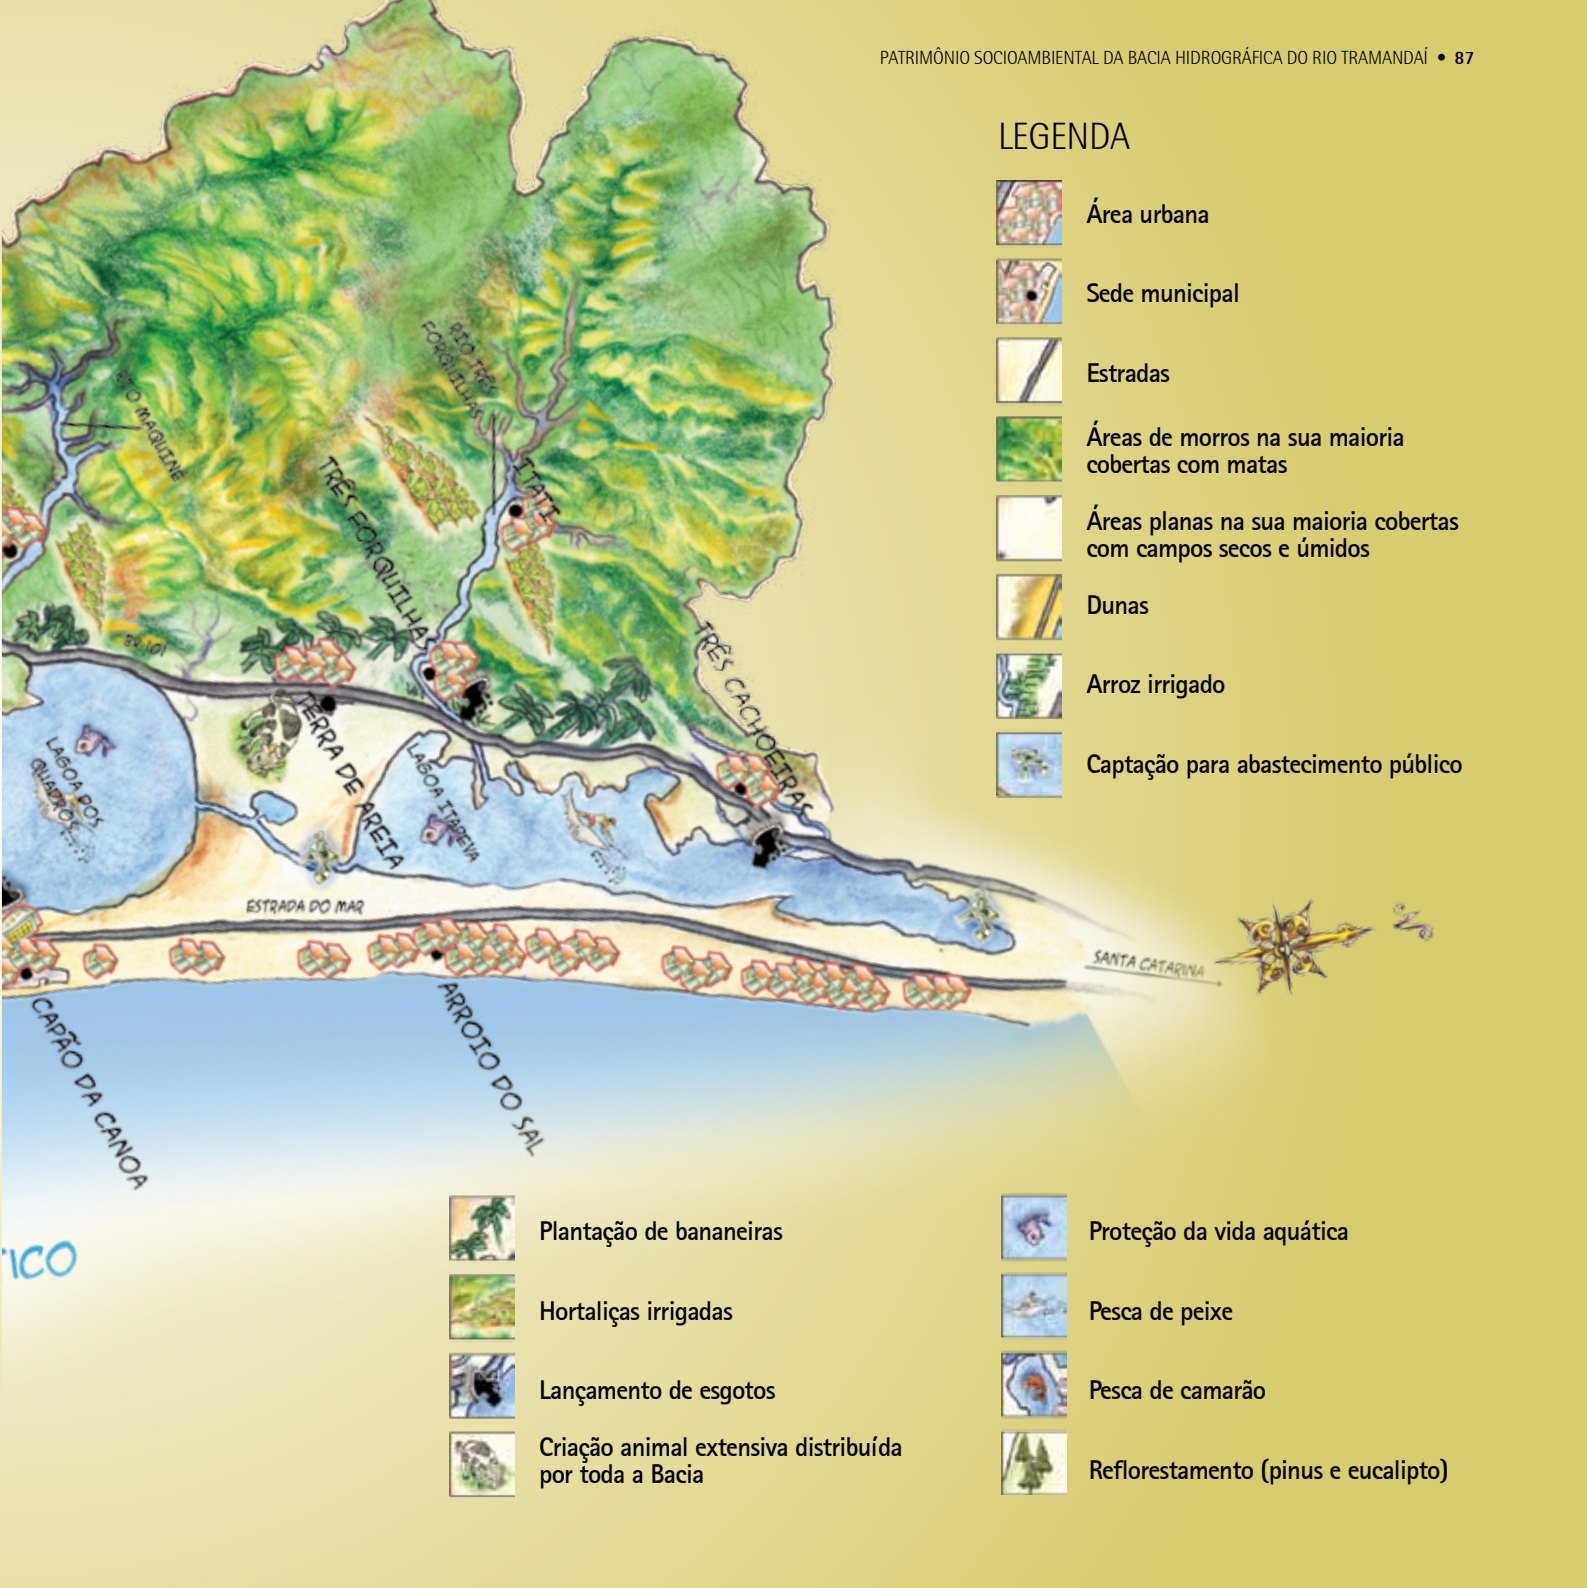 PATRIMÔNIO SOCIOAMBIENTAL DA BACIA HIDROGRÁFICA DO RIO TRAMANDAÍ • 87
LEGENDA
Área urbana
Sede municipal
Estradas
Áreas de morros na sua maioria
cobertas com matas
Áreas planas na sua maioria cobertas
com campos secos e úmidos
Dunas
Arroz irrigado
Captação para abastecimento público
RIO MAQUINÉ
RIO TRÊS
FORQUILHAS
ITATI
TRÊS FORQUILHAS
TRÊS CACHOEIRAS
BR 101
TERRA DE AREIA
LAGOA DOS
QUADROS
LAGOA ITAPEVA
ESTRADA DO MAR
SANTA CATARINA
CAPÃO DA CANOA
ARROIO DO SAL
TICO
Plantação de bananeiras
Hortaliças irrigadas
Lançamento de esgotos
Criação animal extensiva distribuída
por toda a Bacia
Proteção da vida aquática
Pesca de peixe
Pesca de camarão
Reflorestamento (pinus e eucalipto)